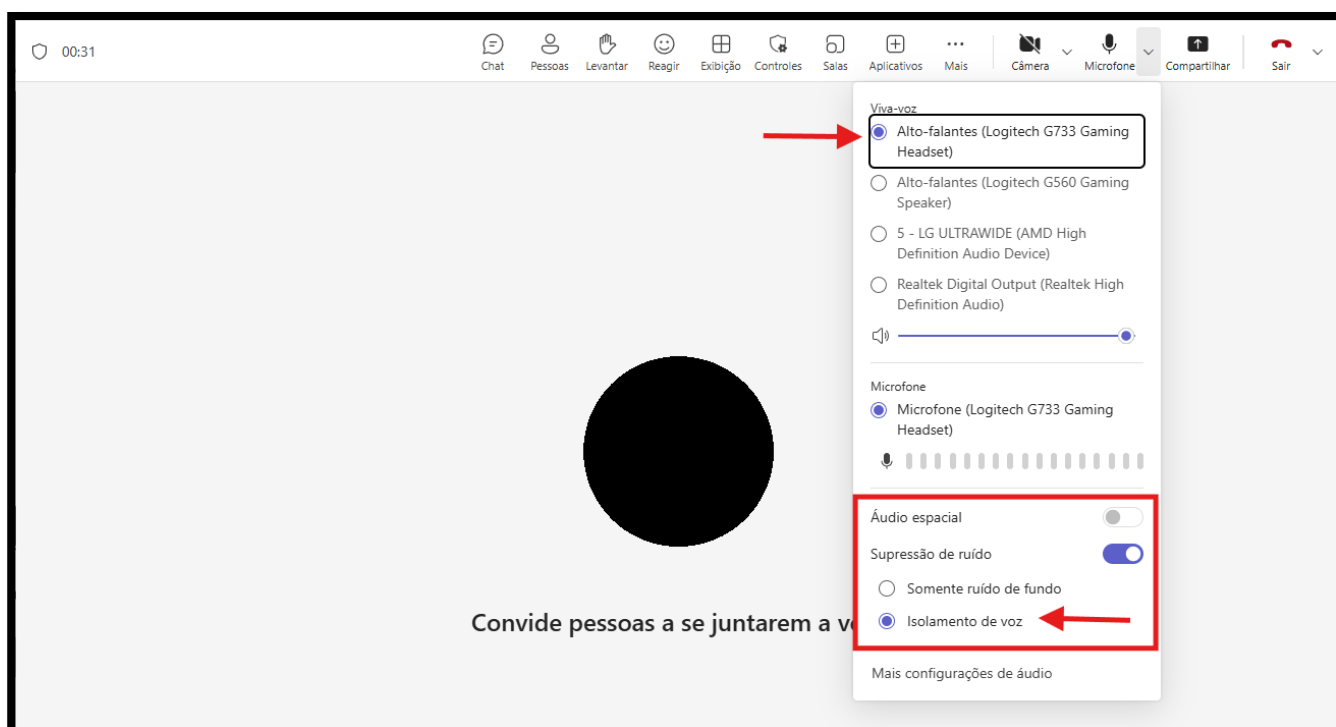 00:31
Chat
Pessoas
Levantar
Reagir
Exibição
Controles
Salas
Aplicativos
Mais
Câmera
Microfone
Compartilhar
Sair
Viva-voz
Alto-falantes (Logitech G733 Gaming
Headset)
Alto-falantes (Logitech G560 Gaming
Speaker)
5 - LG ULTRAWIDE (AMD High
Definition Audio Device)
Realtek Digital Output (Realtek High
Definition Audio)
Microfone
Microfone (Logitech G733 Gaming
Headset)
Áudio espacial
Supressão de ruído
Somente ruído de fundo
Isolamento de voz
Mais configurações de áudio
Convide pessoas a se juntarem a v